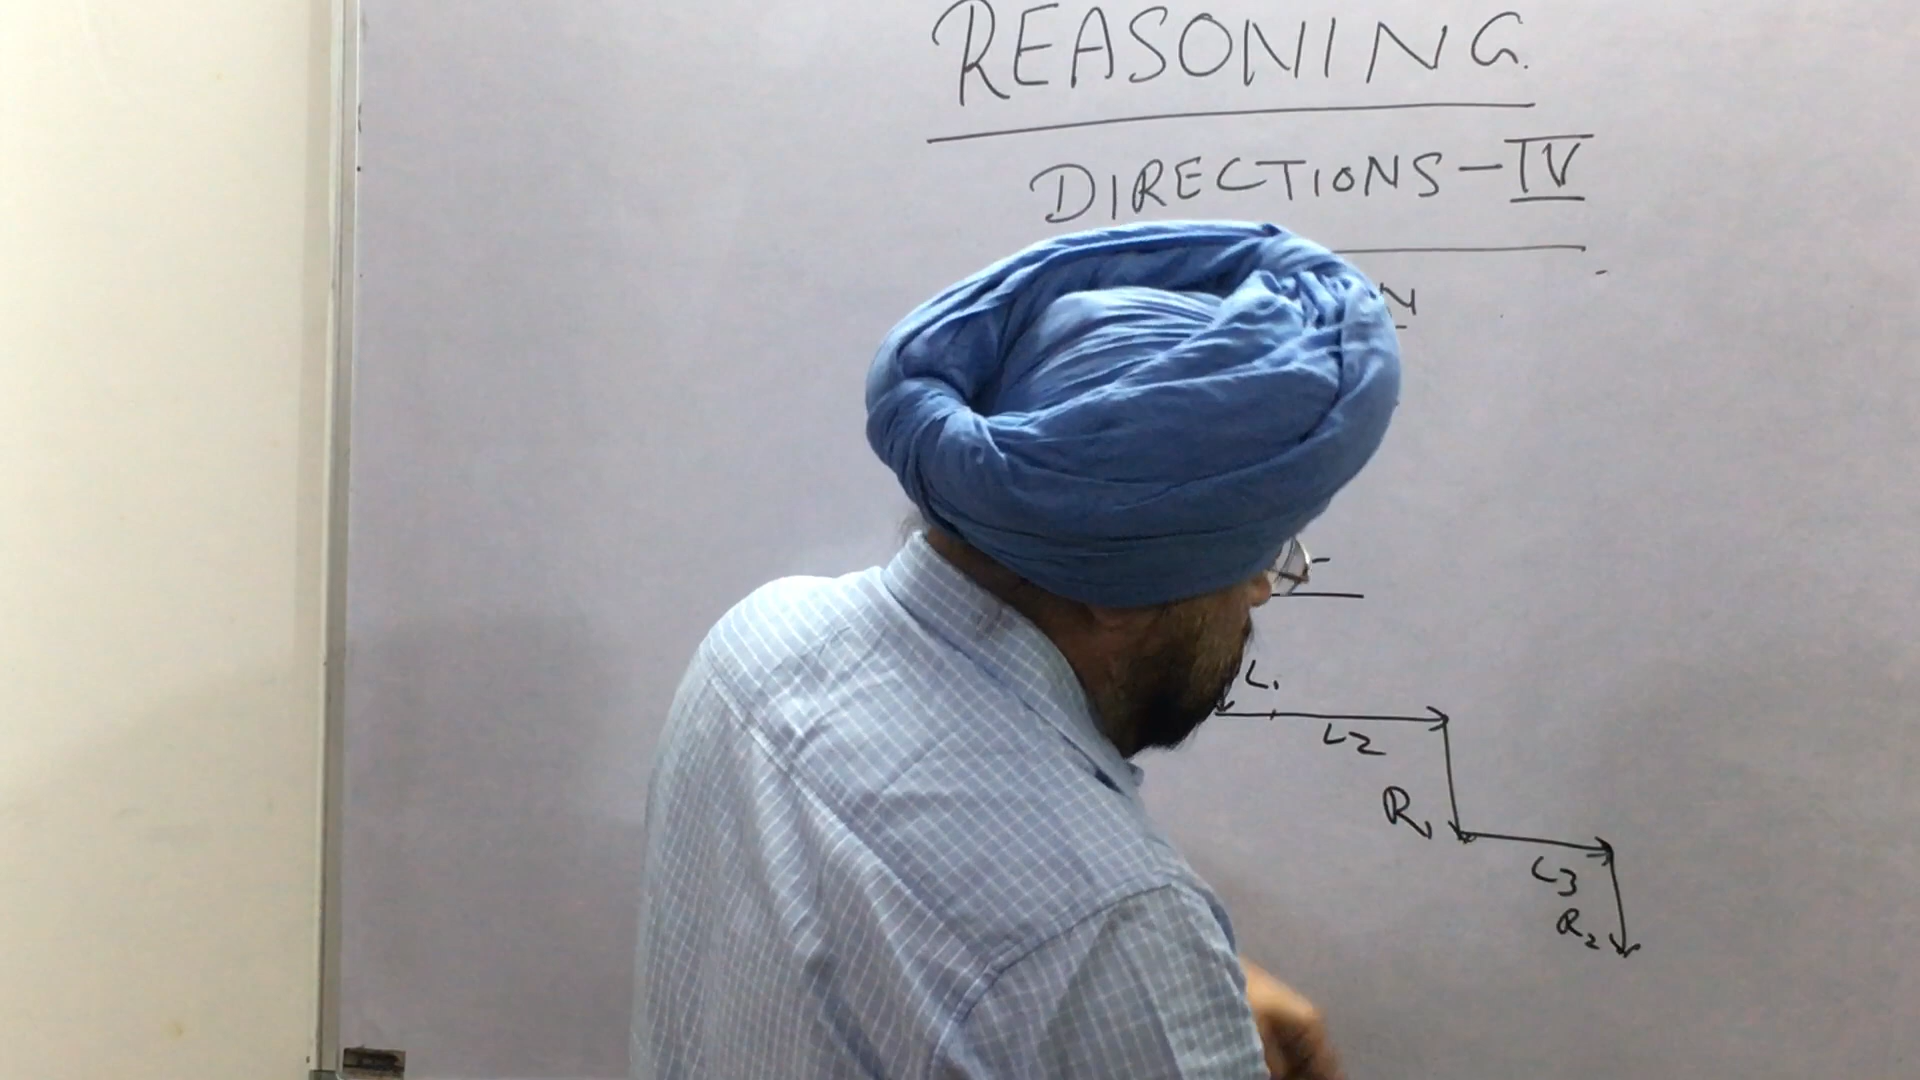 REASONING.
DIRECTIONS-IV
N
L1
L2
R1
L3
R2